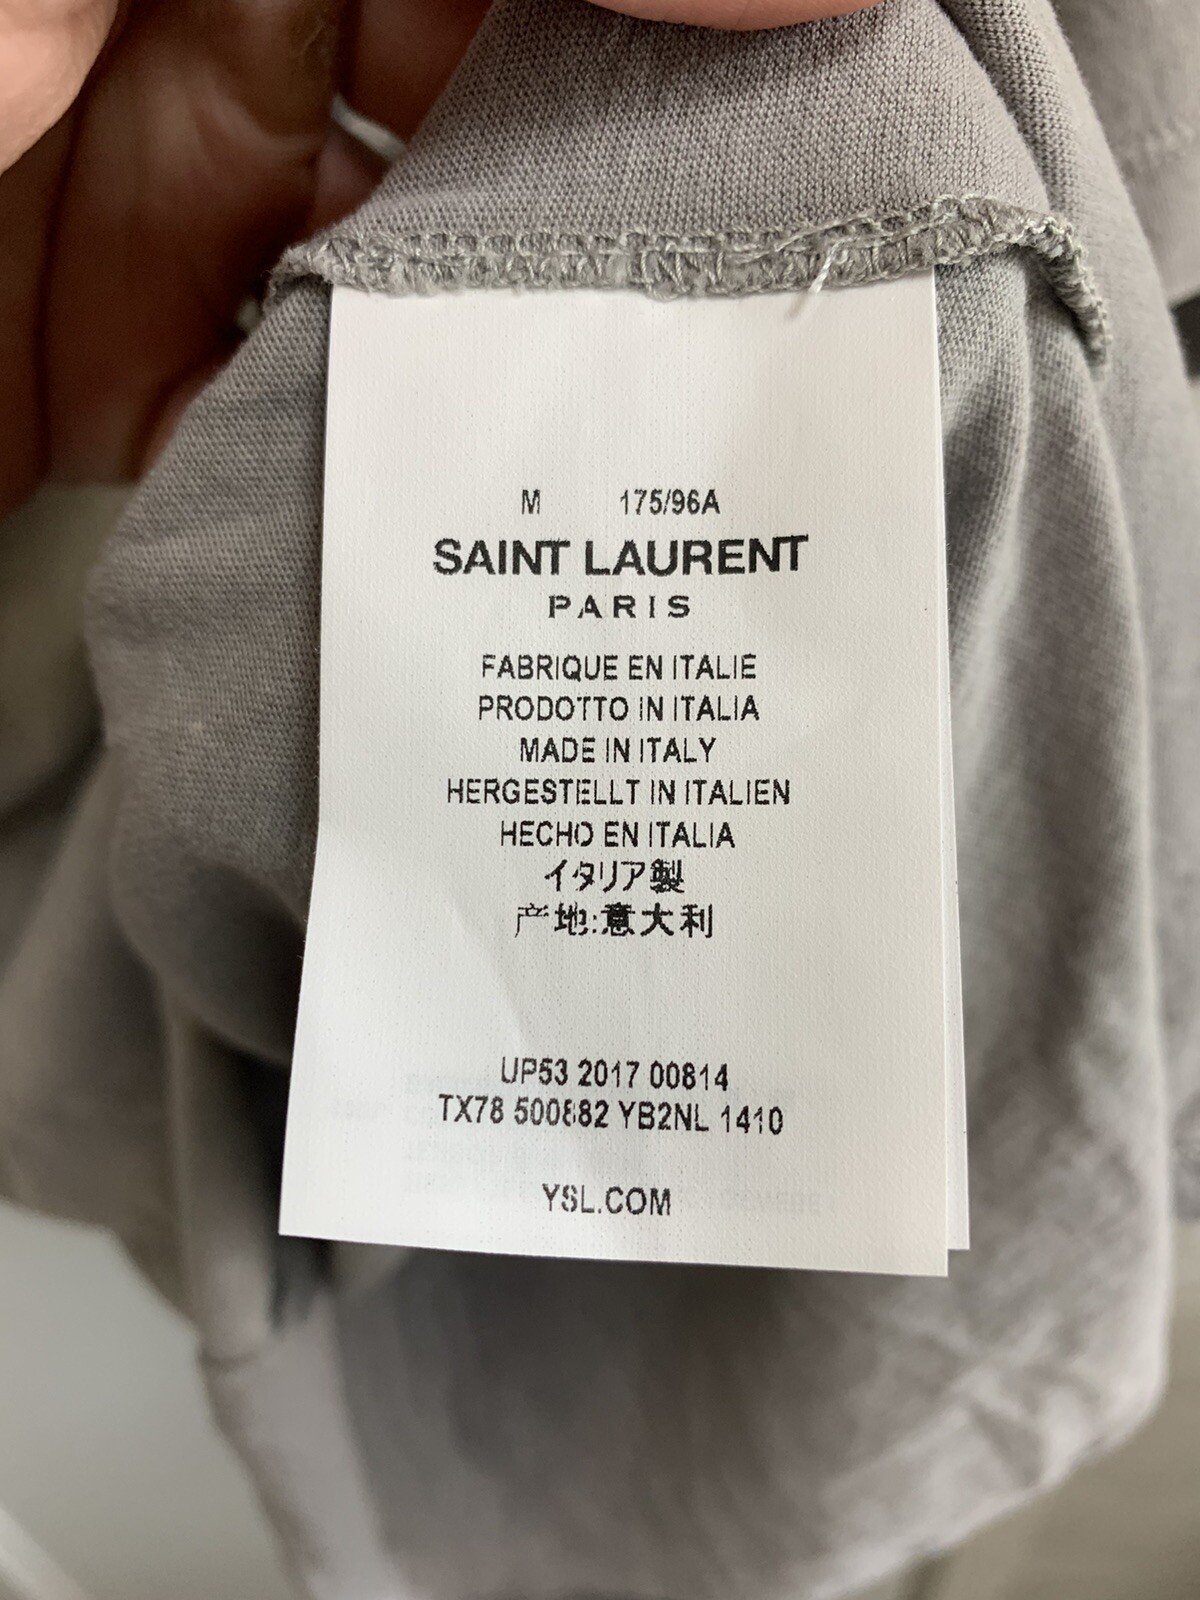 M 175/96A
SAINT LAURENT
PARIS
FABRIQUE EN ITALIE
PRODOTTO IN ITALIA
MADE IN ITALY
HERGESTELLT IN ITALIEN
HECHO EN ITALIA
イタリア製
产地:意大利
UP53 2017 00814
TX78 500882 YB2NL 1410
YSL.COM